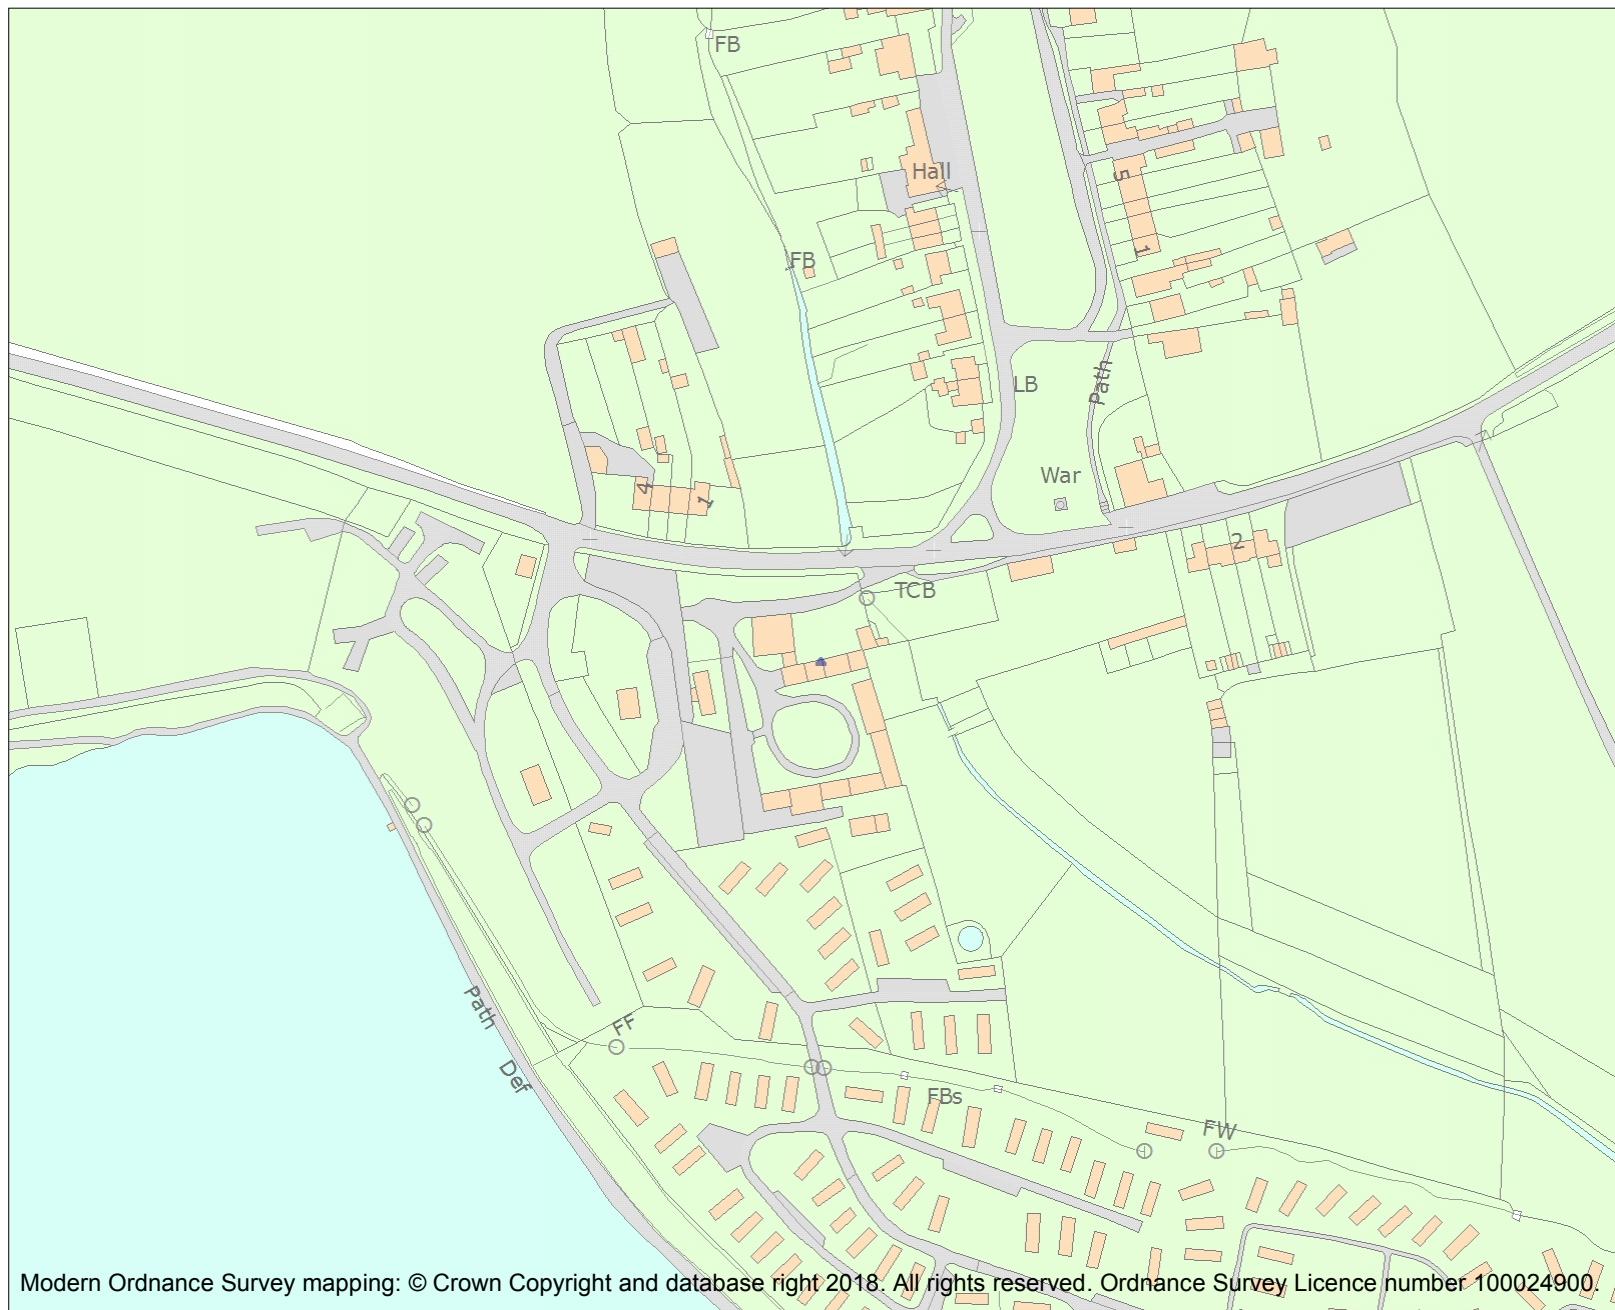 FB
Hall
5
1
FB
LB
Path
War
4
1
2
TCB
Path
FF
Def
FBs
FW
Modern Ordnance Survey mapping: © Crown Copyright and database right 2018. All rights reserved. Ordnance Survey Licence number 100024900.